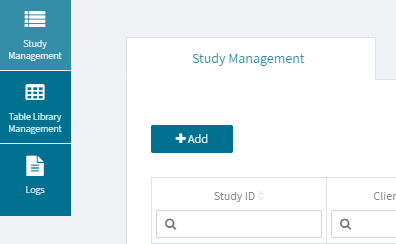 Study
Management
Table Library
Management
Logs
Study Management
Add
Study ID